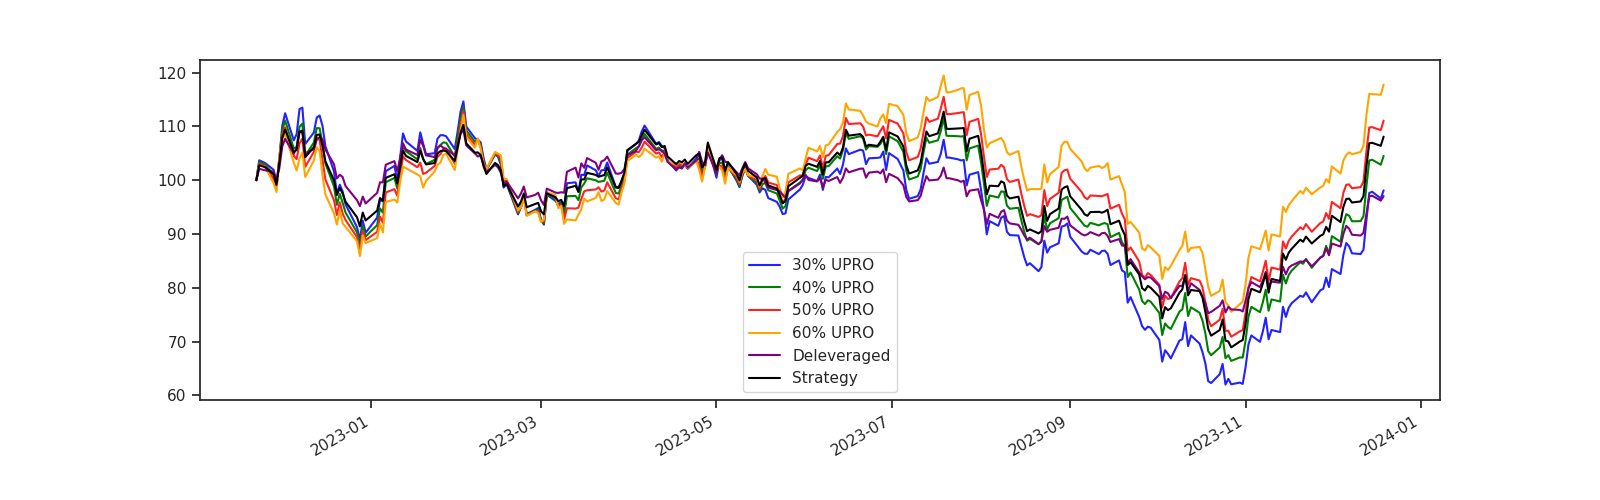 120
110
100
90
80
70
60
30% UPRO
40% UPRO
50% UPRO
60% UPRO
Deleveraged
Strategy
2023-01
2023-03
2023-05
2023-07
2023-09
2023-11
2024-01